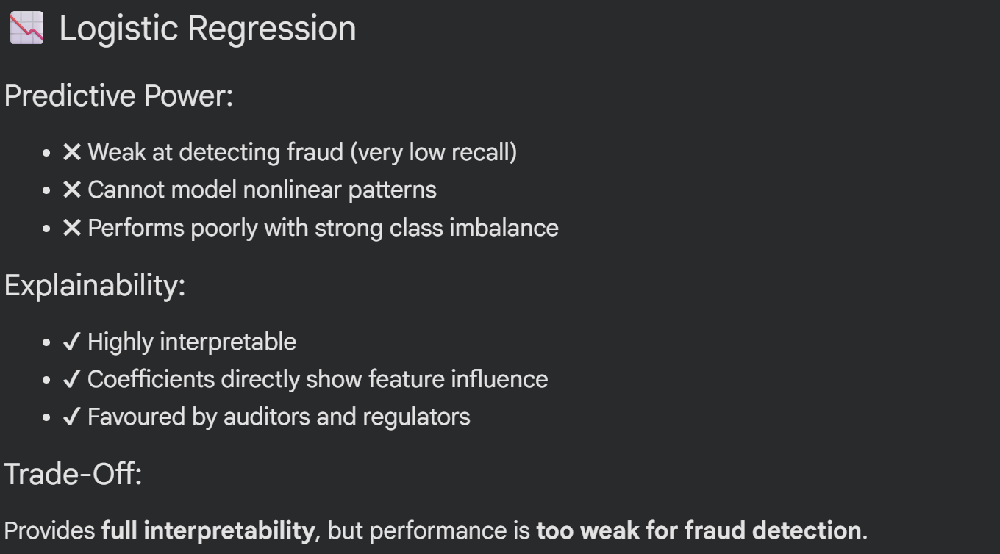 📉 Logistic Regression
Predictive Power:
• ❌ Weak at detecting fraud (very low recall)
• ❌ Cannot model nonlinear patterns
• ❌ Performs poorly with strong class imbalance
Explainability:
• ✔ Highly interpretable
• ✔ Coefficients directly show feature influence
• ✔ Favoured by auditors and regulators
Trade-Off:
Provides full interpretability, but performance is too weak for fraud detection.